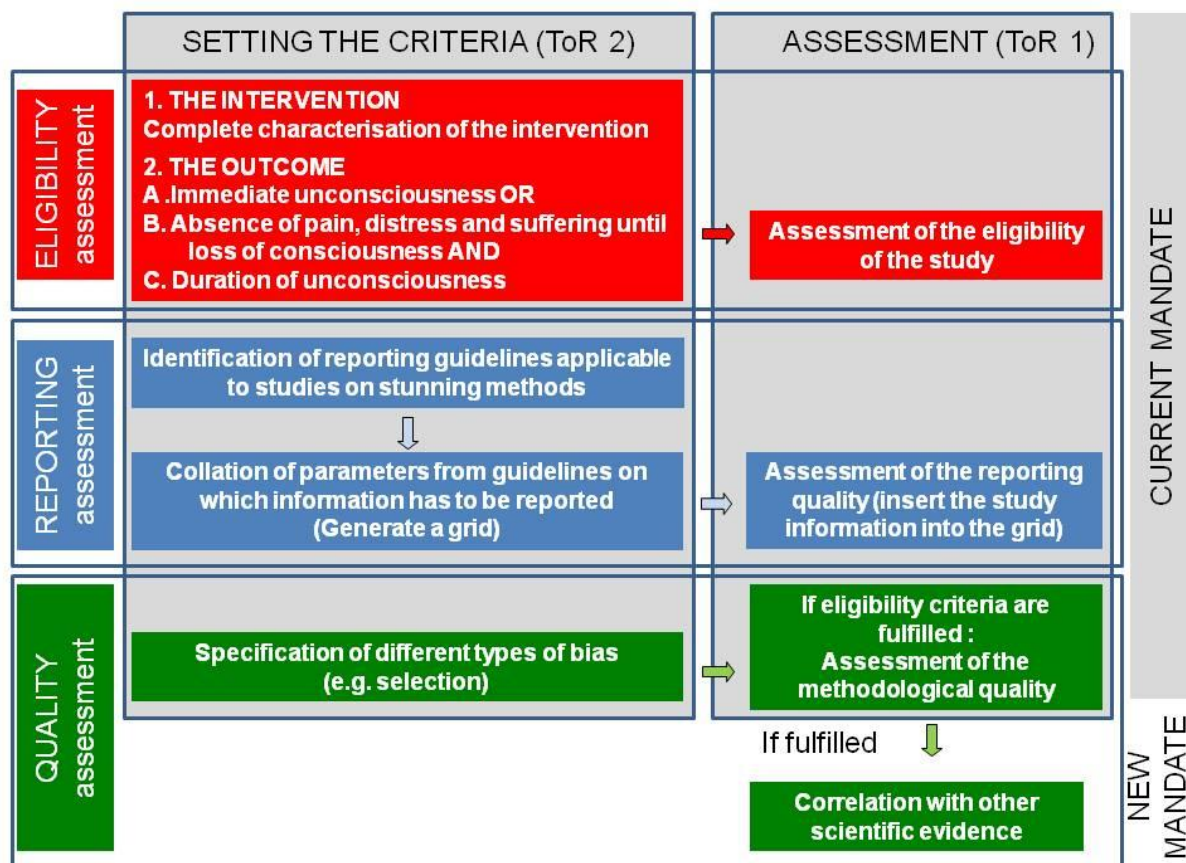 SETTING THE CRITERIA (ToR 2)
ASSESSMENT (ToR 1)
ELIGIBILITY
assessment
1. THE INTERVENTION
Complete characterisation of the intervention
2. THE OUTCOME
A .Immediate unconsciousness OR
B. Absence of pain, distress and suffering until
loss of consciousness AND
C. Duration of unconsciousness
Assessment of the eligibility
of the study
REPORTING
assessment
Identification of reporting guidelines applicable
to studies on stunning methods
Collation of parameters from guidelines on
which information has to be reported
(Generate a grid)
Assessment of the reporting
quality (insert the study
information into the grid)
QUALITY
assessment
Specification of different types of bias
(e.g. selection)
If eligibility criteria are
fulfilled :
Assessment of the
methodological quality
If fulfilled
Correlation with other
scientific evidence
CURRENT MANDATE
NEW
MANDATE